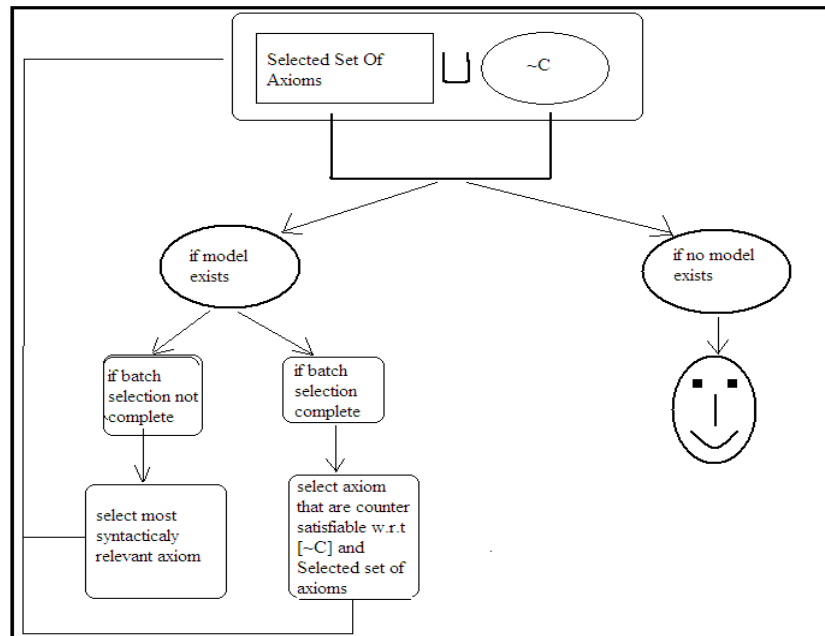 Selected Set Of
Axioms
∪
~C
if model
exists
if no model
exists
if batch
selection not
complete
if batch
selection
complete
select most
syntacticaly
relevant axiom
select axiom
that are counter
satisfiable w.r.t
[~C] and
Selected set of
axioms